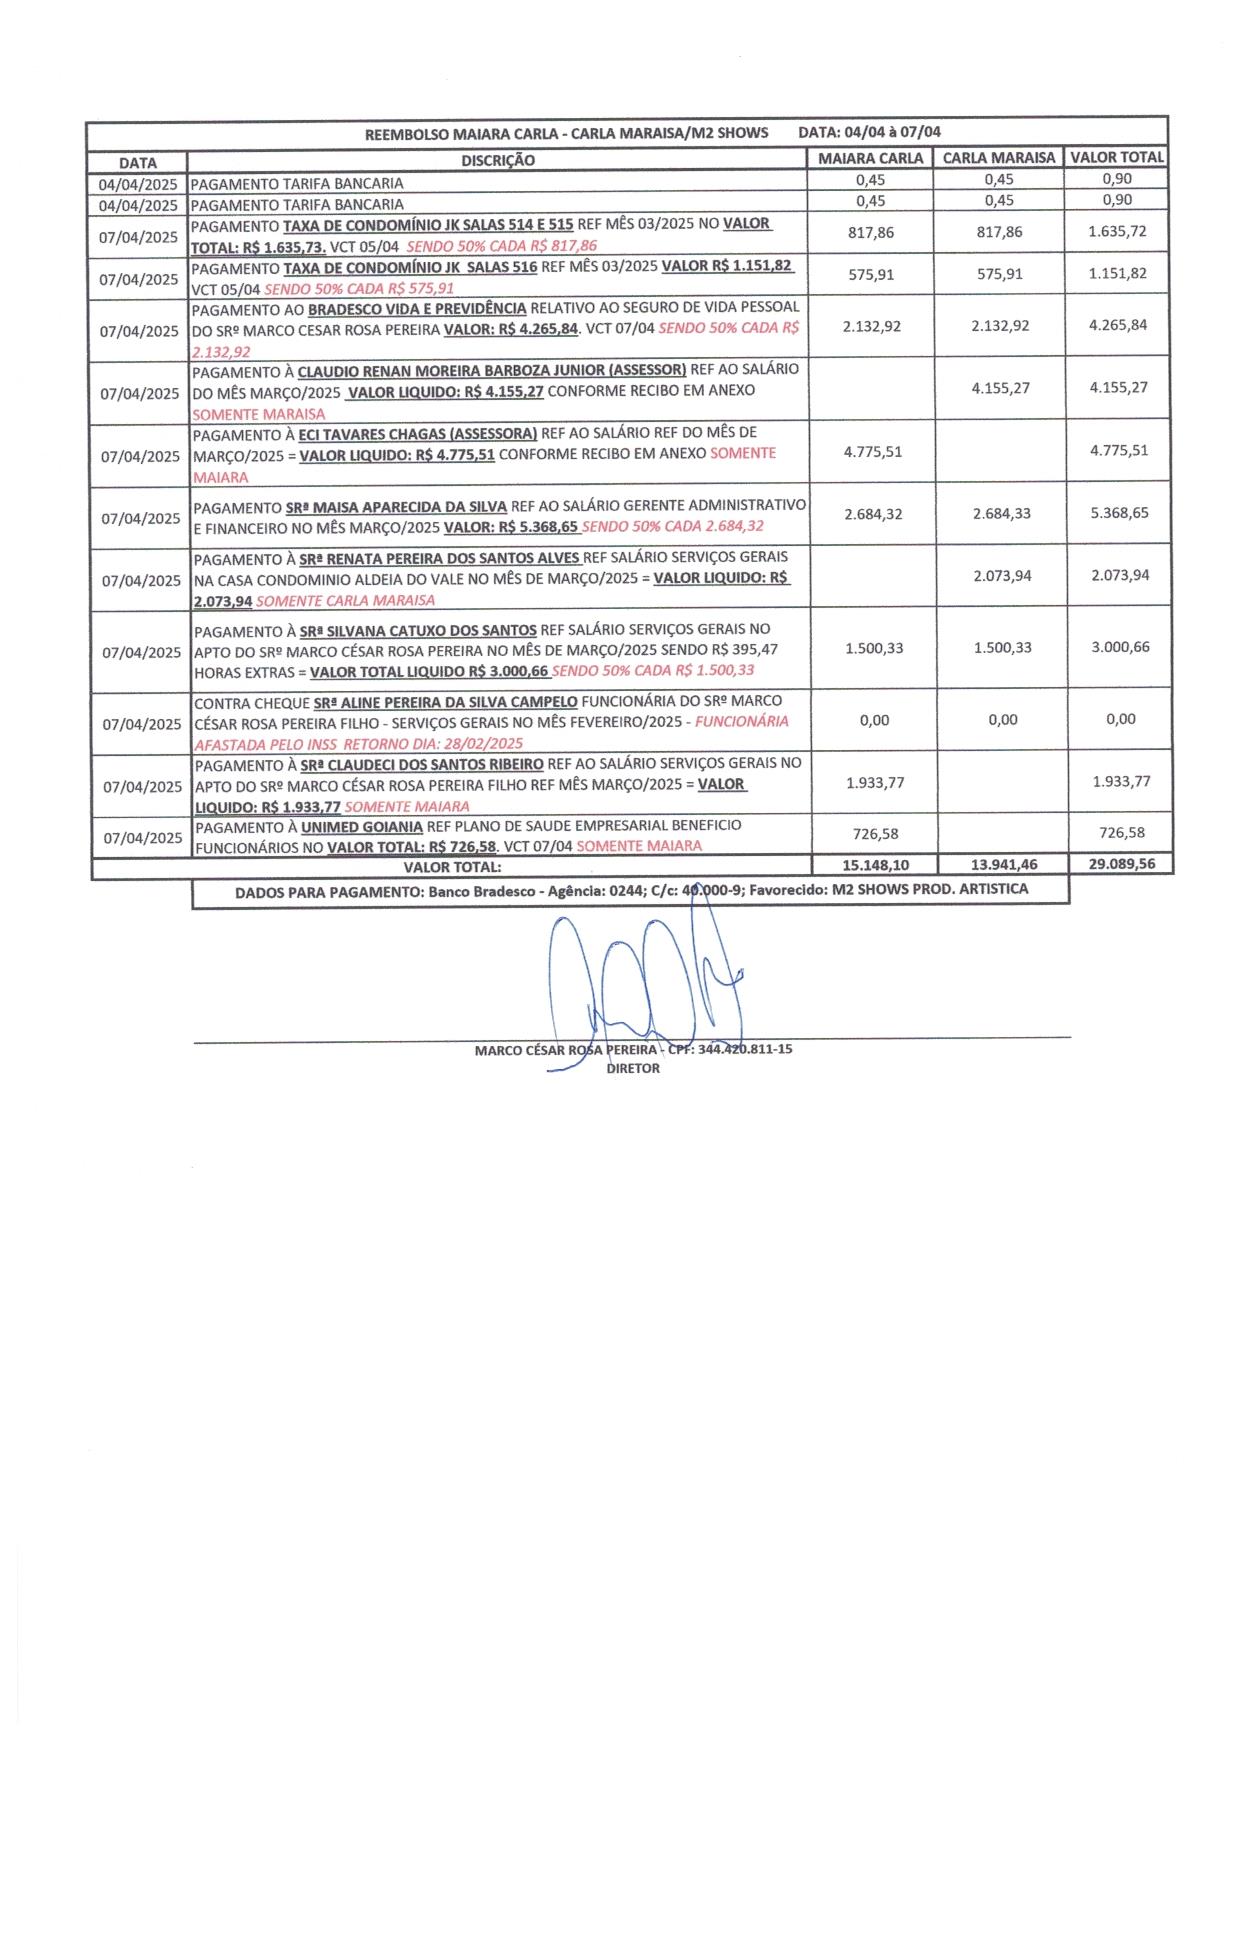 REEMBOLSO MAIARA CARLA - CARLA MARAISA/M2 SHOWS DATA: 04/04 à 07/04
DATA DISCRIÇÃO MAIARA CARLA CARLA MARAISA VALOR TOTAL
04/04/2025 PAGAMENTO TARIFA BANCARIA 0,45 0,45 0,90
04/04/2025 PAGAMENTO TARIFA BANCARIA 0,45 0,45 0,90
07/04/2025 PAGAMENTO TAXA DE CONDOMÍNIO JK SALAS 514 E 515 REF MÊS 03/2025 NO VALOR
TOTAL: R$ 1.635,73. VCT 05/04 SENDO 50% CADA R$ 817,86 817,86 817,86 1.635,72
07/04/2025 PAGAMENTO TAXA DE CONDOMÍNIO JK SALAS 516 REF MÊS 03/2025 VALOR R$ 1.151,82
VCT 05/04 SENDO 50% CADA R$ 575,91 575,91 575,91 1.151,82
PAGAMENTO AO BRADESCO VIDA E PREVIDÊNCIA RELATIVO AO SEGURO DE VIDA PESSOAL
07/04/2025 DO SRº MARCO CESAR ROSA PEREIRA VALOR: R$ 4.265,84. VCT 07/04 SENDO 50% CADA R$ 2.132,92 2.132,92 4.265,84
2.132,92
PAGAMENTO À CLAUDIO RENAN MOREIRA BARBOZA JUNIOR (ASSESSOR) REF AO SALÁRIO
07/04/2025 DO MÊS MARÇO/2025 VALOR LIQUIDO: R$ 4.155,27 CONFORME RECIBO EM ANEXO 4.155,27 4.155,27
SOMENTE MARAISA
PAGAMENTO À ECI TAVARES CHAGAS (ASSESSORA) REF AO SALÁRIO REF DO MÊS DE
07/04/2025 MARÇO/2025 = VALOR LIQUIDO: R$ 4.775,51 CONFORME RECIBO EM ANEXO SOMENTE 4.775,51 4.775,51
MAIARA
07/04/2025 PAGAMENTO SRª MAISA APARECIDA DA SILVA REF AO SALÁRIO GERENTE ADMINISTRATIVO
E FINANCEIRO NO MÊS MARÇO/2025 VALOR: R$ 5.368,65 SENDO 50% CADA 2.684,32 2.684,32 2.684,33 5.368,65
PAGAMENTO À SRª RENATA PEREIRA DOS SANTOS ALVES REF SALÁRIO SERVIÇOS GERAIS
07/04/2025 NA CASA CONDOMINIO ALDEIA DO VALE NO MÊS DE MARÇO/2025 = VALOR LIQUIDO: R$ 2.073,94 2.073,94
2.073,94 SOMENTE CARLA MARAISA
PAGAMENTO À SRª SILVANA CATUXO DOS SANTOS REF SALÁRIO SERVIÇOS GERAIS NO
07/04/2025 APTO DO SRº MARCO CÉSAR ROSA PEREIRA NO MÊS DE MARÇO/2025 SENDO R$ 395,47 1.500,33 1.500,33 3.000,66
HORAS EXTRAS = VALOR TOTAL LIQUIDO R$ 3.000,66 SENDO 50% CADA R$ 1.500,33
CONTRA CHEQUE SRª ALINE PEREIRA DA SILVA CAMPELO FUNCIONÁRIA DO SRº MARCO
07/04/2025 CÉSAR ROSA PEREIRA FILHO - SERVIÇOS GERAIS NO MÊS FEVEREIRO/2025 - FUNCIONÁRIA 0,00 0,00 0,00
AFASTADA PELO INSS RETORNO DIA: 28/02/2025
PAGAMENTO À SRª CLAUDECI DOS SANTOS RIBEIRO REF AO SALÁRIO SERVIÇOS GERAIS NO
07/04/2025 APTO DO SRº MARCO CÉSAR ROSA PEREIRA FILHO REF MÊS MARÇO/2025 = VALOR 1.933,77 1.933,77
LIQUIDO: R$ 1.933,77 SOMENTE MAIARA
07/04/2025 PAGAMENTO À UNIMED GOIANIA REF PLANO DE SAUDE EMPRESARIAL BENEFICIO
FUNCIONÁRIOS NO VALOR TOTAL: R$ 726,58. VCT 07/04 SOMENTE MAIARA 726,58 726,58
VALOR TOTAL: 15.148,10 13.941,46 29.089,56
DADOS PARA PAGAMENTO: Banco Bradesco - Agência: 0244; C/c: 40.000-9; Favorecido: M2 SHOWS PROD. ARTISTICA
MARCO CÉSAR ROSA PEREIRA - CPF: 344.420.811-15
DIRETOR